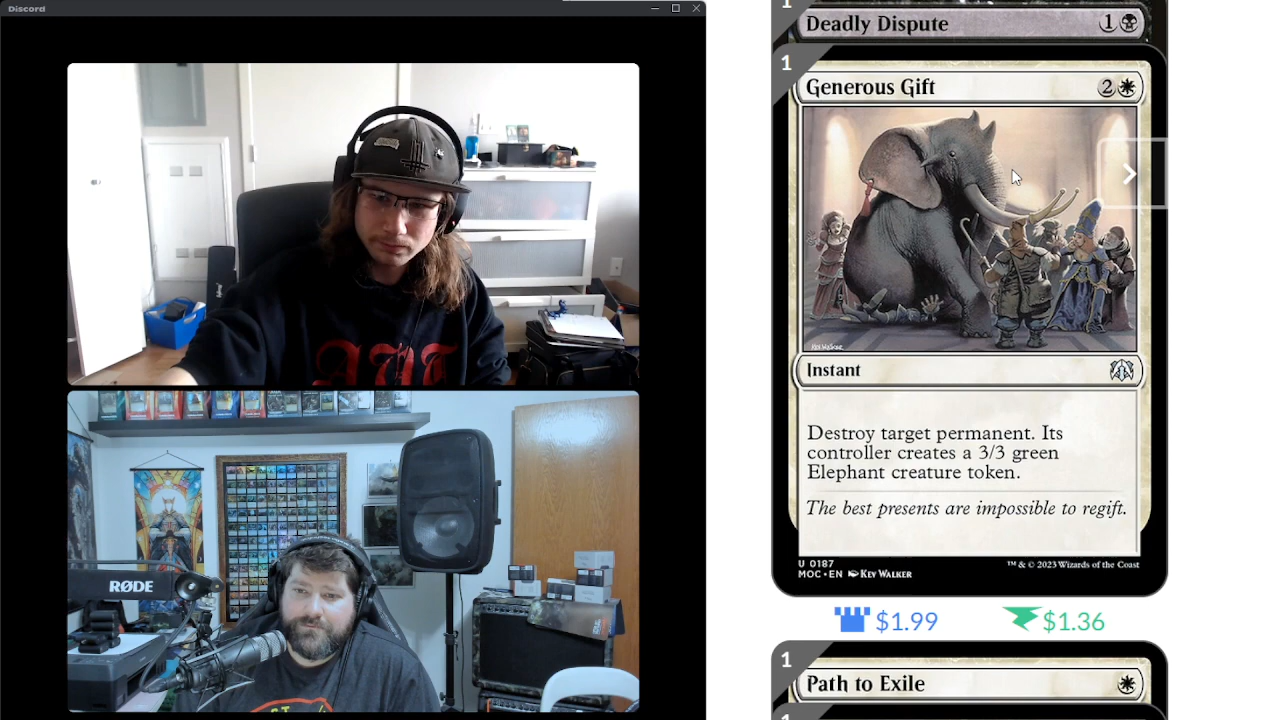 Discord
RØDE
1
Deadly Dispute
1
1
Generous Gift
2
Instant
Destroy target permanent. Its
controller creates a 3/3 green
Elephant creature token.
The best presents are impossible to regift.
U 0187
MOC • EN KEV WALKER
™ & © 2023 Wizards of the Coast
$1.99
$1.36
1
Path to Exile
1